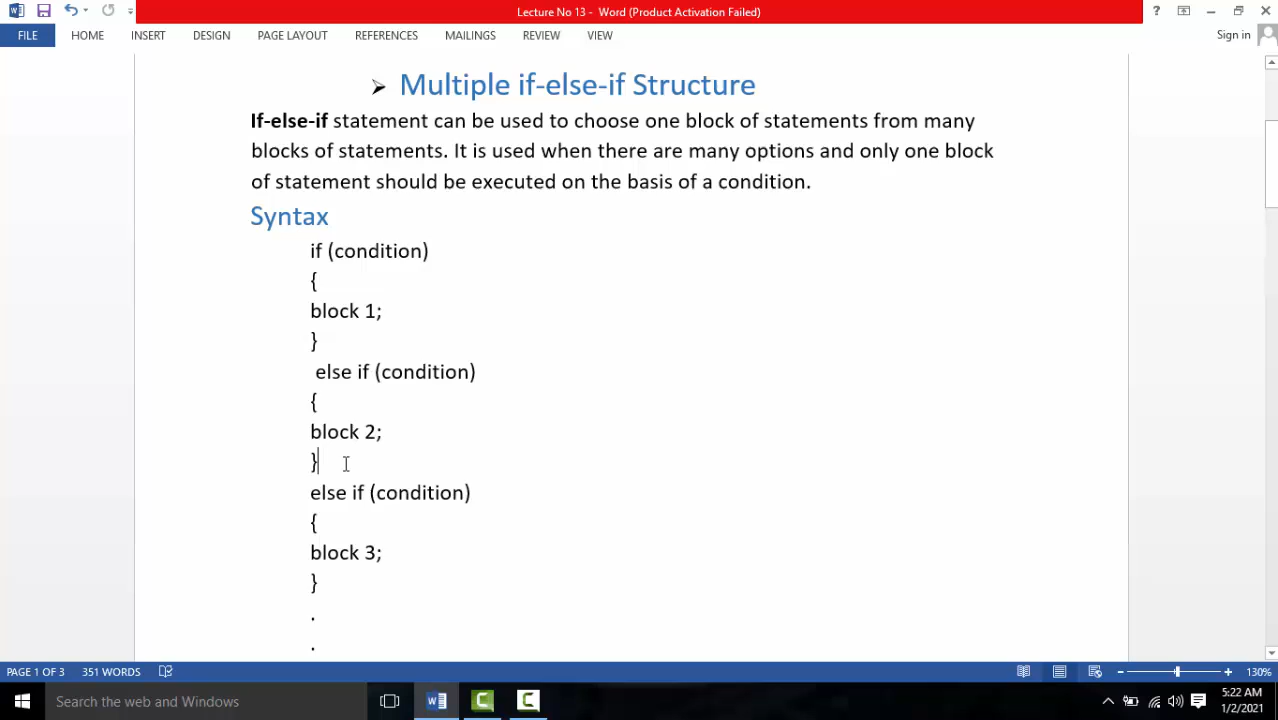 Lecture No 13 - Word (Product Activation Failed)
?
FILE HOME INSERT DESIGN PAGE LAYOUT REFERENCES MAILINGS REVIEW VIEW Sign in
➢ Multiple if-else-if Structure
If-else-if statement can be used to choose one block of statements from many
blocks of statements. It is used when there are many options and only one block
of statement should be executed on the basis of a condition.
Syntax
if (condition)
{
block 1;
}
else if (condition)
{
block 2;
}
else if (condition)
{
block 3;
}
.
.
PAGE 1 OF 3 351 WORDS 130%
Search the web and Windows
5:22 AM
1/2/2021